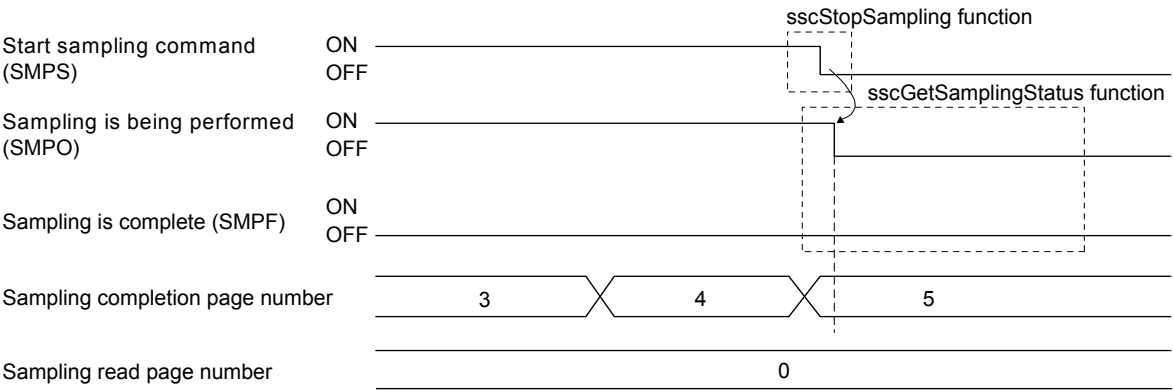 sscStopSampling function
Start sampling command
(SMPS)
ON
OFF
sscGetSamplingStatus function
Sampling is being performed
(SMPO)
ON
OFF
Sampling is complete (SMPF)
ON
OFF
Sampling completion page number
3
4
5
Sampling read page number
0